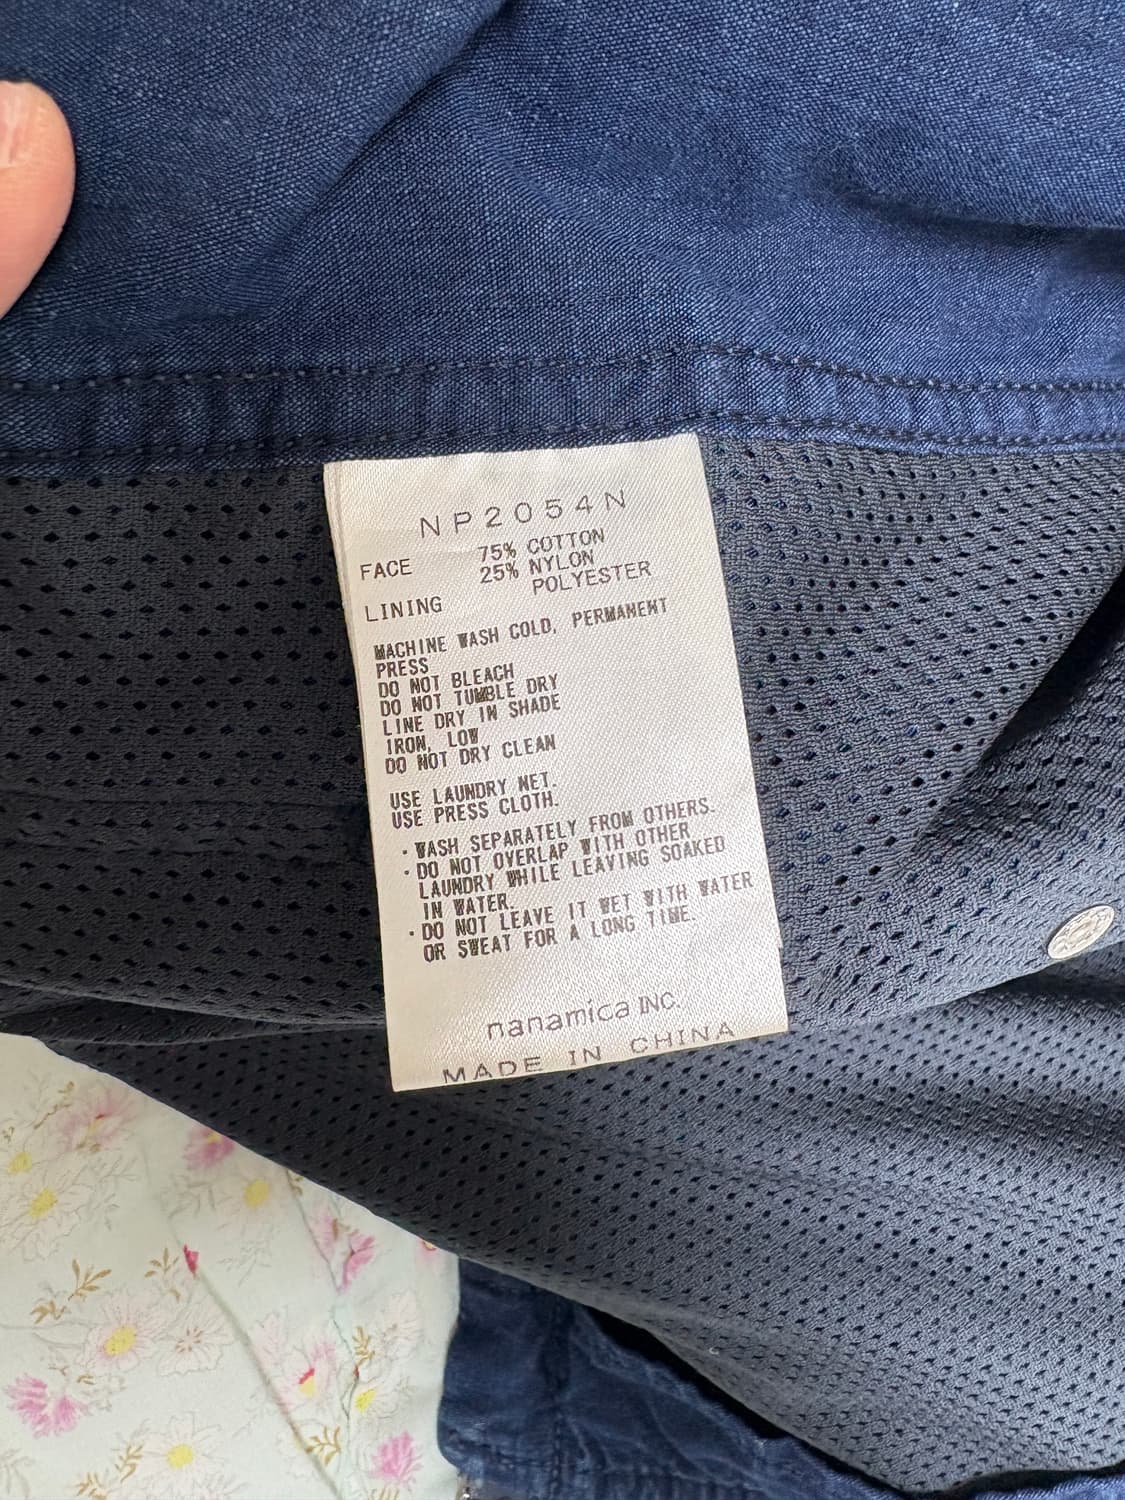 NP2054N
FACE 75% COTTON
25% NYLON
LINING POLYESTER
MACHINE WASH COLD, PERMANENT
PRESS
DO NOT BLEACH
DO NOT TUMBLE DRY
LINE DRY IN SHADE
IRON, LOW
DO NOT DRY CLEAN
USE LAUNDRY NET.
USE PRESS CLOTH.
・WASH SEPARATELY FROM OTHERS.
・DO NOT OVERLAP WITH OTHER
LAUNDRY WHILE LEAVING SOAKED
IN WATER.
・DO NOT LEAVE IT WET WITH WATER
OR SWEAT FOR A LONG TIME.
nanamica INC.
MADE IN CHINA